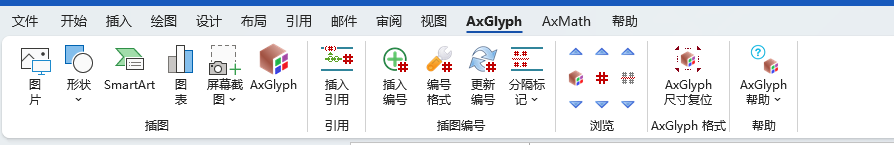 文件 开始 插入 绘图 设计 布局 引用 邮件 审阅 视图 AxGlyph AxMath 帮助
图片
形状
SmartArt
图表
屏幕截图
AxGlyph
插图
插入引用
引用
插入编号
编号格式
更新编号
分隔标记
插图编号
浏览
AxGlyph
尺寸复位
AxGlyph 格式
AxGlyph
帮助
帮助